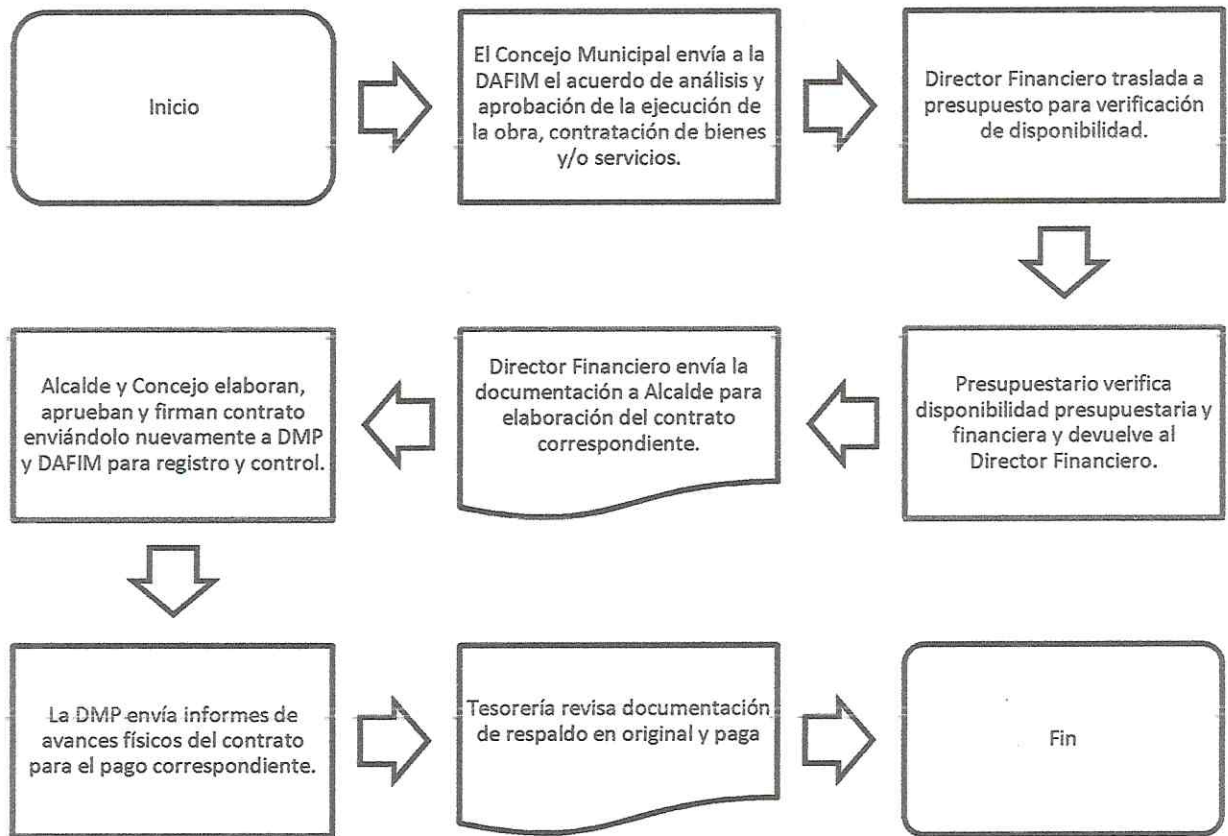 Inicio
El Concejo Municipal envía a la
DAFIM el acuerdo de análisis y
aprobación de la ejecución de
la obra, contratación de bienes
y/o servicios.
Director Financiero traslada a
presupuesto para verificación
de disponibilidad.
Presupuestario verifica
disponibilidad presupuestaria y
financiera y devuelve al
Director Financiero.
Director Financiero envía la
documentación a Alcalde para
elaboración del contrato
correspondiente.
Alcalde y Concejo elaboran,
aprueban y firman contrato
enviándolo nuevamente a DMP
y DAFIM para registro y control.
La DMP envía informes de
avances físicos del contrato
para el pago correspondiente.
Tesorería revisa documentación
de respaldo en original y paga
Fin